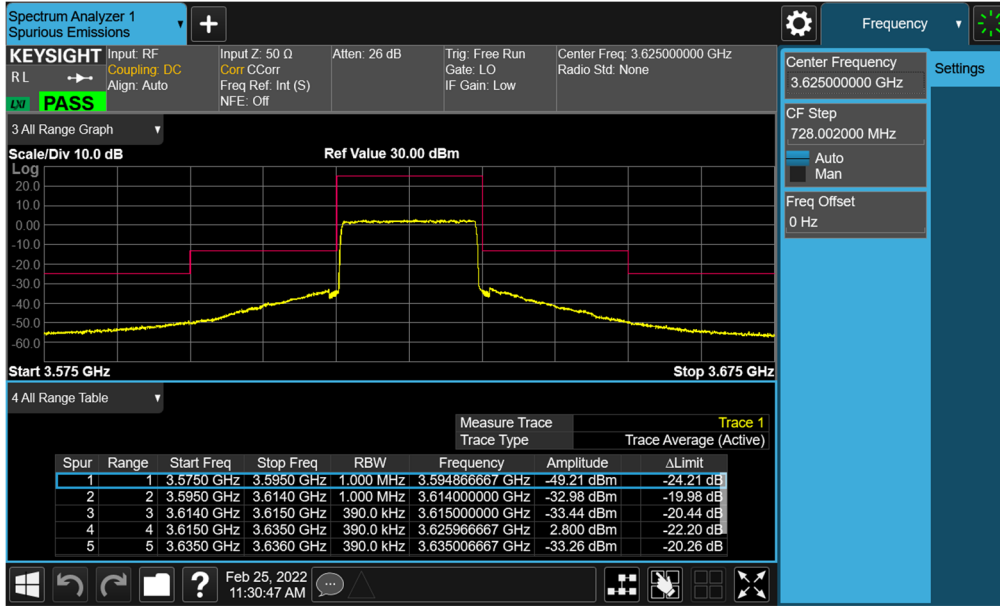 Spectrum Analyzer 1
Spurious Emissions
Frequency
KEYSIGHT
Input: RF
Coupling: DC
Align: Auto
Input Z: 50 Ω
Corr CCorr
Freq Ref: Int (S)
NFE: Off
Atten: 26 dB
Trig: Free Run
Gate: LO
IF Gain: Low
Center Freq: 3.625000000 GHz
Radio Std: None
R L
LXI
PASS
Center Frequency
3.625000000 GHz
Settings
CF Step
728.002000 MHz
Auto
Man
Freq Offset
0 Hz
3 All Range Graph
Scale/Div 10.0 dB
Ref Value 30.00 dBm
Log
20.0
10.0
0.00
-10.0
-20.0
-30.0
-40.0
-50.0
-60.0
Start 3.575 GHz
Stop 3.675 GHz
4 All Range Table
Measure Trace Trace 1
Trace Type Trace Average (Active)
Spur Range Start Freq Stop Freq RBW Frequency Amplitude ΔLimit
1 1 3.5750 GHz 3.5950 GHz 1.000 MHz 3.594866667 GHz -49.21 dBm -24.21 dB
2 2 3.5950 GHz 3.6140 GHz 1.000 MHz 3.614000000 GHz -32.98 dBm -19.98 dB
3 3 3.6140 GHz 3.6150 GHz 390.0 kHz 3.615000000 GHz -33.44 dBm -20.44 dB
4 4 3.6150 GHz 3.6350 GHz 390.0 kHz 3.625966667 GHz 2.800 dBm -22.20 dB
5 5 3.6350 GHz 3.6360 GHz 390.0 kHz 3.635006667 GHz -33.26 dBm -20.26 dB
?
Feb 25, 2022
11:30:47 AM